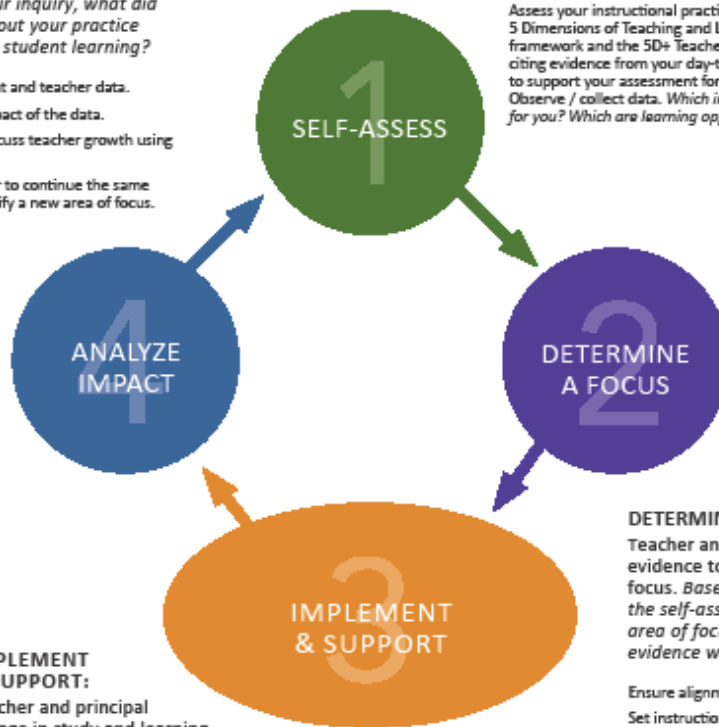 inquiry, what did
out your practice
student learning?
t and teacher data.
act of the data.
cuss teacher growth using
to continue the same
ify a new area of focus.
Assess your instructional practi
5 Dimensions of Teaching and L
framework and the 5D+ Teache
citing evidence from your day-t
to support your assessment for
Observe / collect data. Which i
for you? Which are learning op
1
SELF-ASSESS
2
DETERMINE
A FOCUS
3
IMPLEMENT
& SUPPORT
4
ANALYZE
IMPACT
DETERMIN
Teacher an
evidence to
focus. Base
the self-ass
area of focu
evidence w
Ensure alignm
Set instructio
PLEMENT
UPPORT:
cher and principal